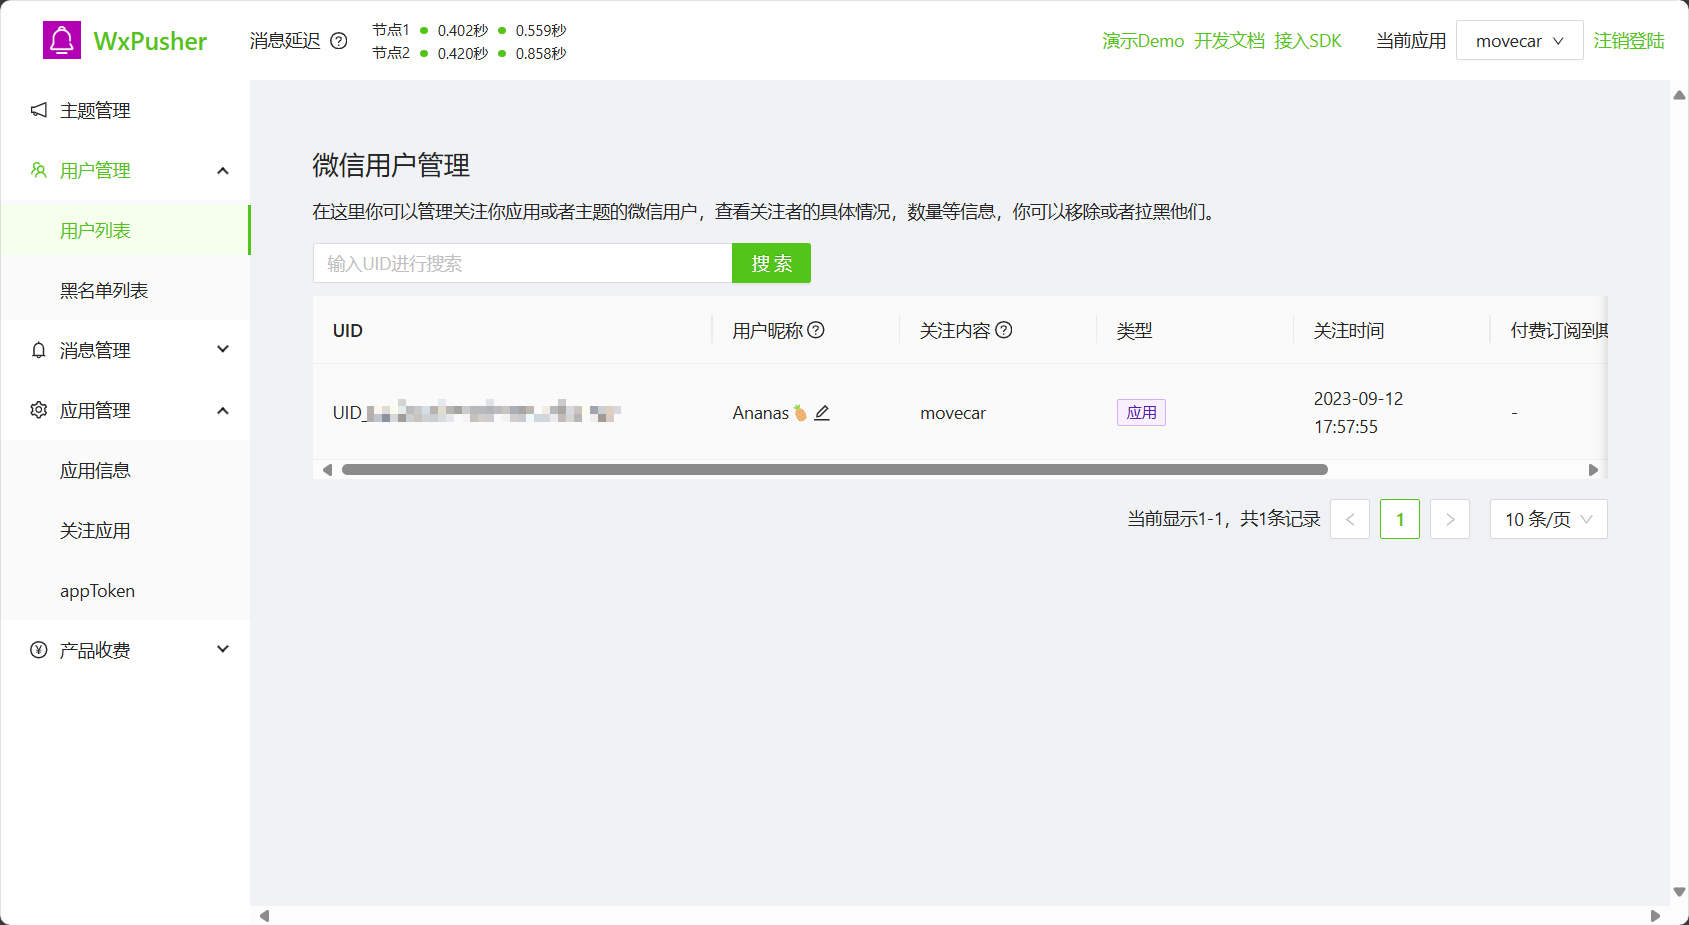 WxPusher
消息延迟
节点1 0.402秒 0.559秒
节点2 0.420秒 0.858秒
演示Demo 开发文档 接入SDK 当前应用 movecar 注销登陆
主题管理
用户管理
用户列表
黑名单列表
消息管理
应用管理
应用信息
关注应用
appToken
产品收费
微信用户管理
在这里你可以管理关注你应用或者主题的微信用户，查看关注者的具体情况，数量等信息，你可以移除或者拉黑他们。
输入UID进行搜索 搜 索
UID 用户昵称 关注内容 类型 关注时间 付费订阅到期
UID_ Ananas🍍 movecar 应用 2023-09-12 -
17:57:55
当前显示1-1，共1条记录 < 1 > 10 条/页